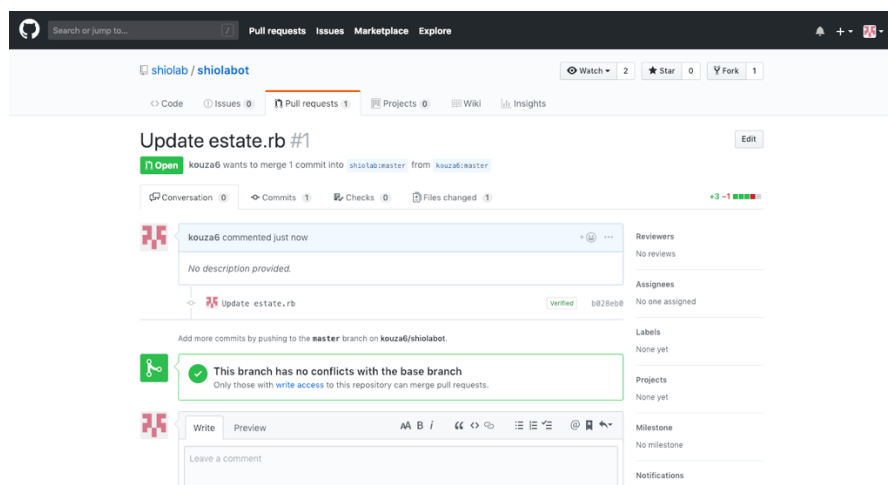 Search or jump to... / Pull requests Issues Marketplace Explore
shiolab / shiolabot Watch 2 Star 0 Fork 1
Code Issues 0 Pull requests 1 Projects 0 Wiki Insights
Update estate.rb #1 Edit
Open kouza6 wants to merge 1 commit into shiolab:master from kouza6:master
Conversation 0 Commits 1 Checks 0 Files changed 1 +3 −1
kouza6 commented just now
No description provided.
Update estate.rb Verified b028eb0
Add more commits by pushing to the master branch on kouza6/shiolabot.
This branch has no conflicts with the base branch
Only those with write access to this repository can merge pull requests.
Write Preview AA B i
Leave a comment
Reviewers
No reviews
Assignees
No one assigned
Labels
None yet
Projects
None yet
Milestone
No milestone
Notifications